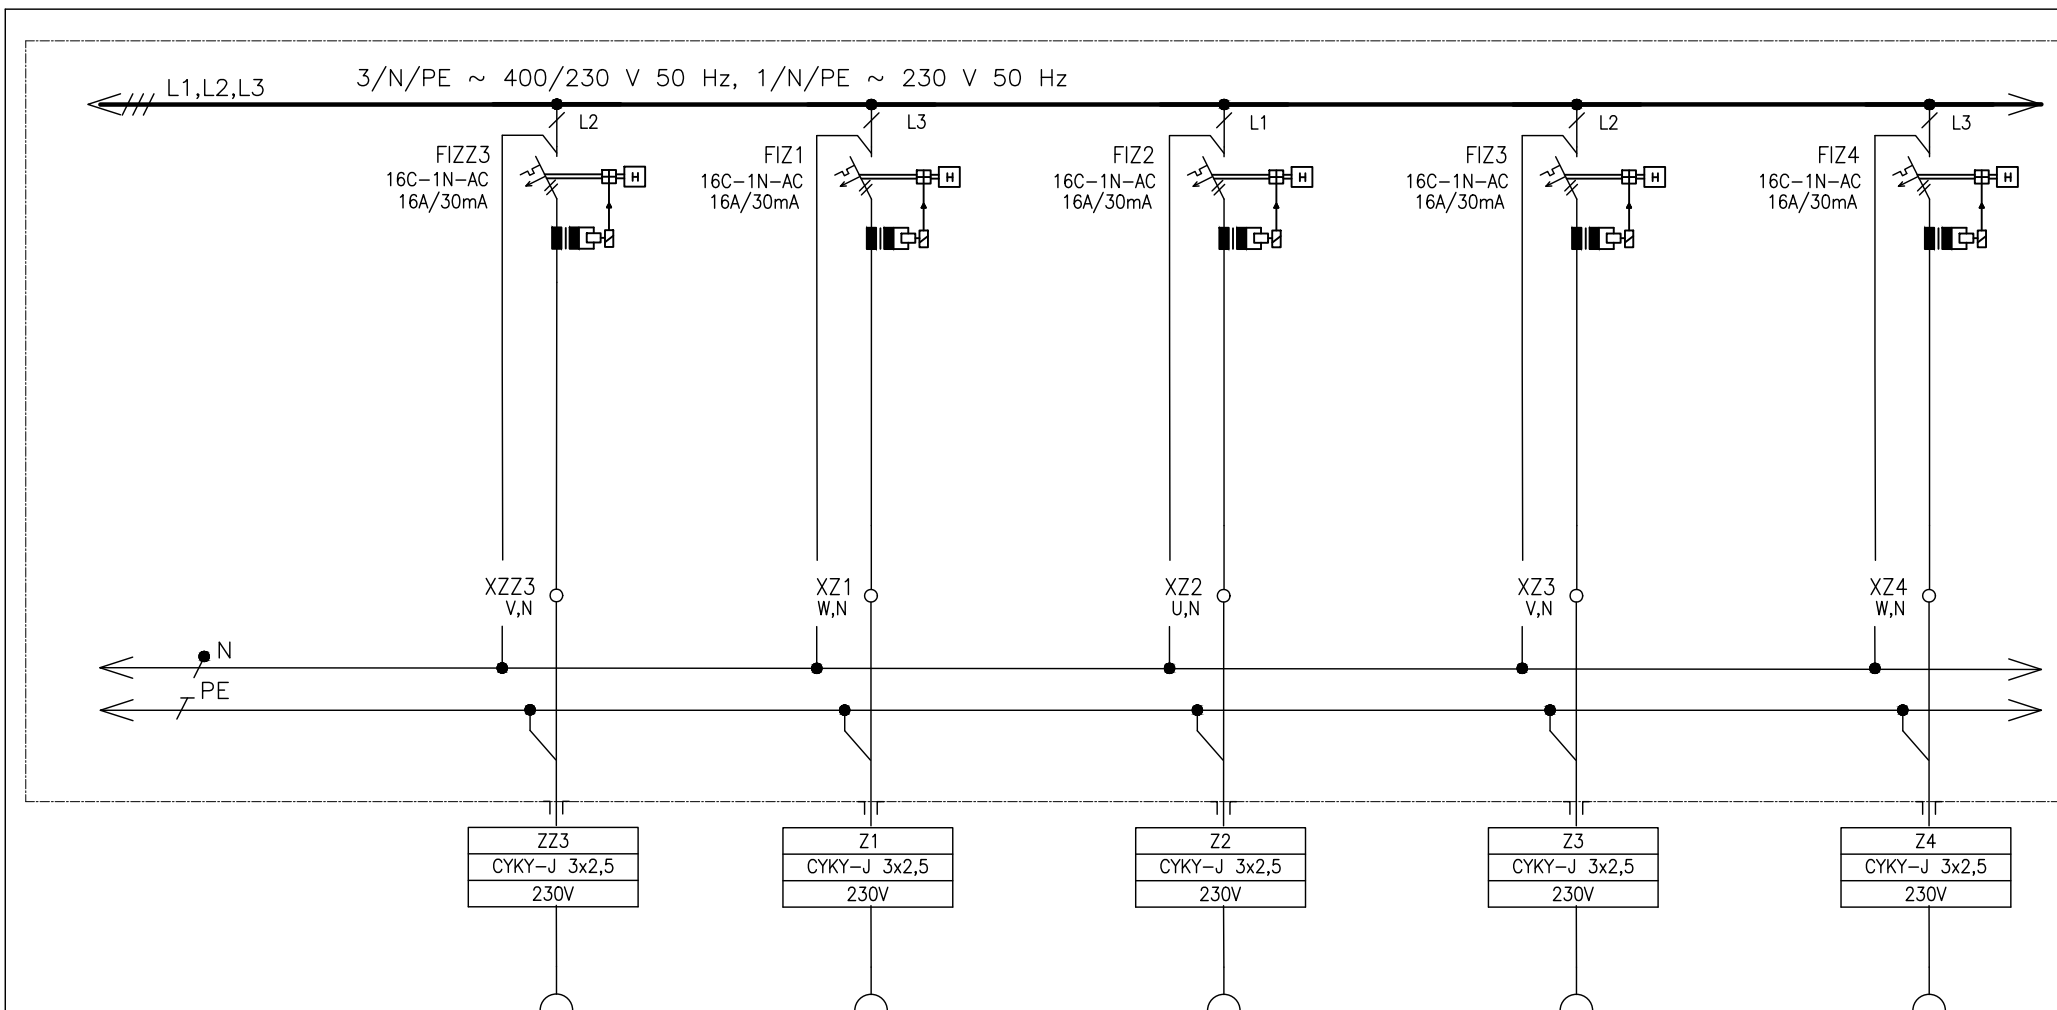 3/N/PE ~ 400/230 V 50 Hz, 1/N/PE ~ 230 V 50 Hz
L1,L2,L3
L2
L3
L1
L2
L3
FIZZ3
16C-1N-AC
16A/30mA
H
FIZ1
16C-1N-AC
16A/30mA
H
FIZ2
16C-1N-AC
16A/30mA
H
FIZ3
16C-1N-AC
16A/30mA
H
FIZ4
16C-1N-AC
16A/30mA
H
XZZ3
V,N
XZ1
W,N
XZ2
U,N
XZ3
V,N
XZ4
W,N
N
PE
ZZ3
CYKY-J 3x2,5
230V
Z1
CYKY-J 3x2,5
230V
Z2
CYKY-J 3x2,5
230V
Z3
CYKY-J 3x2,5
230V
Z4
CYKY-J 3x2,5
230V